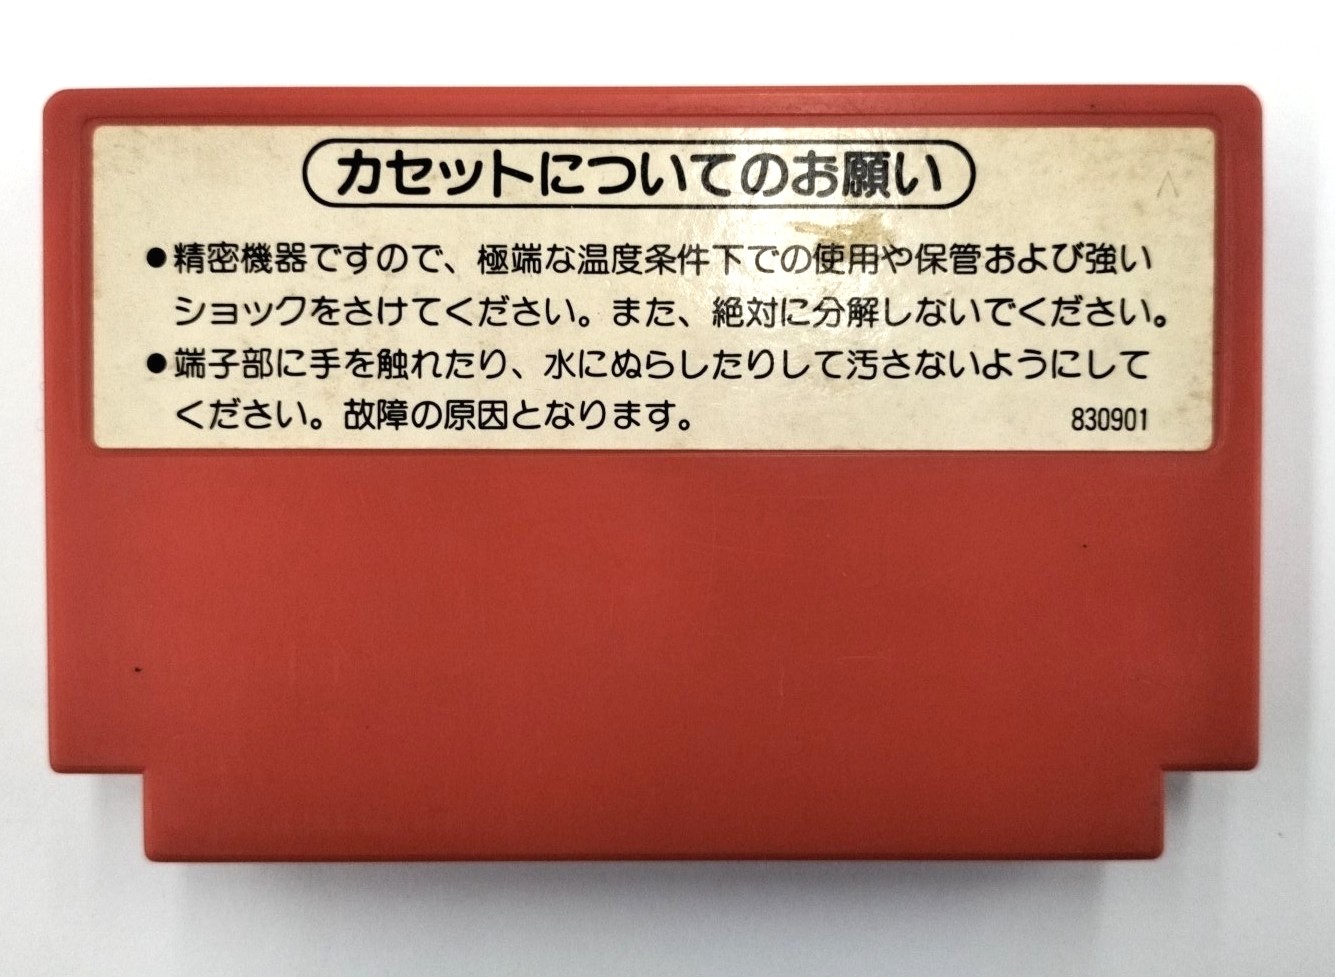 カセットについてのお願い
●精密機器ですので、極端な温度条件下での使用や保管および強い
ショックをさけてください。また、絶対に分解しないでください。
●端子部に手を触れたり、水にぬらしたりして汚さないようにして
ください。故障の原因となります。
830901